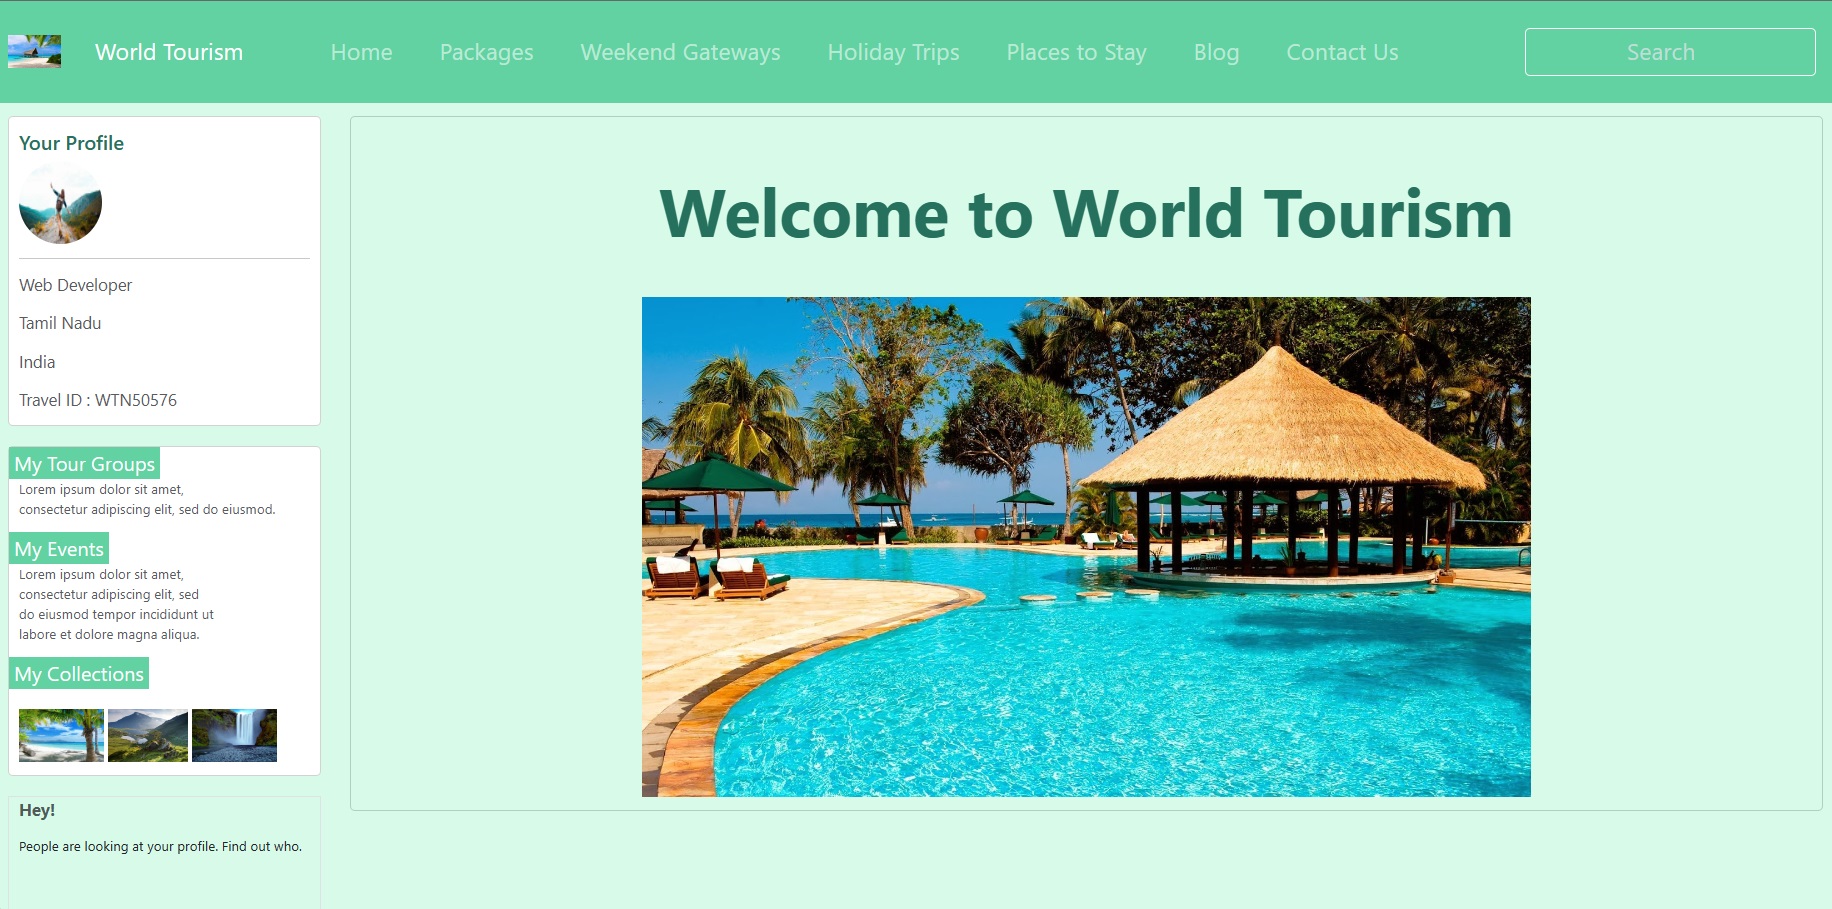 World Tourism
Home
Packages
Weekend Gateways
Holiday Trips
Places to Stay
Blog
Contact Us
Search
Your Profile
Web Developer
Tamil Nadu
India
Travel ID : WTN50576
My Tour Groups
Lorem ipsum dolor sit amet,
consectetur adipiscing elit, sed do eiusmod.
My Events
Lorem ipsum dolor sit amet,
consectetur adipiscing elit, sed
do eiusmod tempor incididunt ut
labore et dolore magna aliqua.
My Collections
Hey!
People are looking at your profile. Find out who.
Welcome to World Tourism